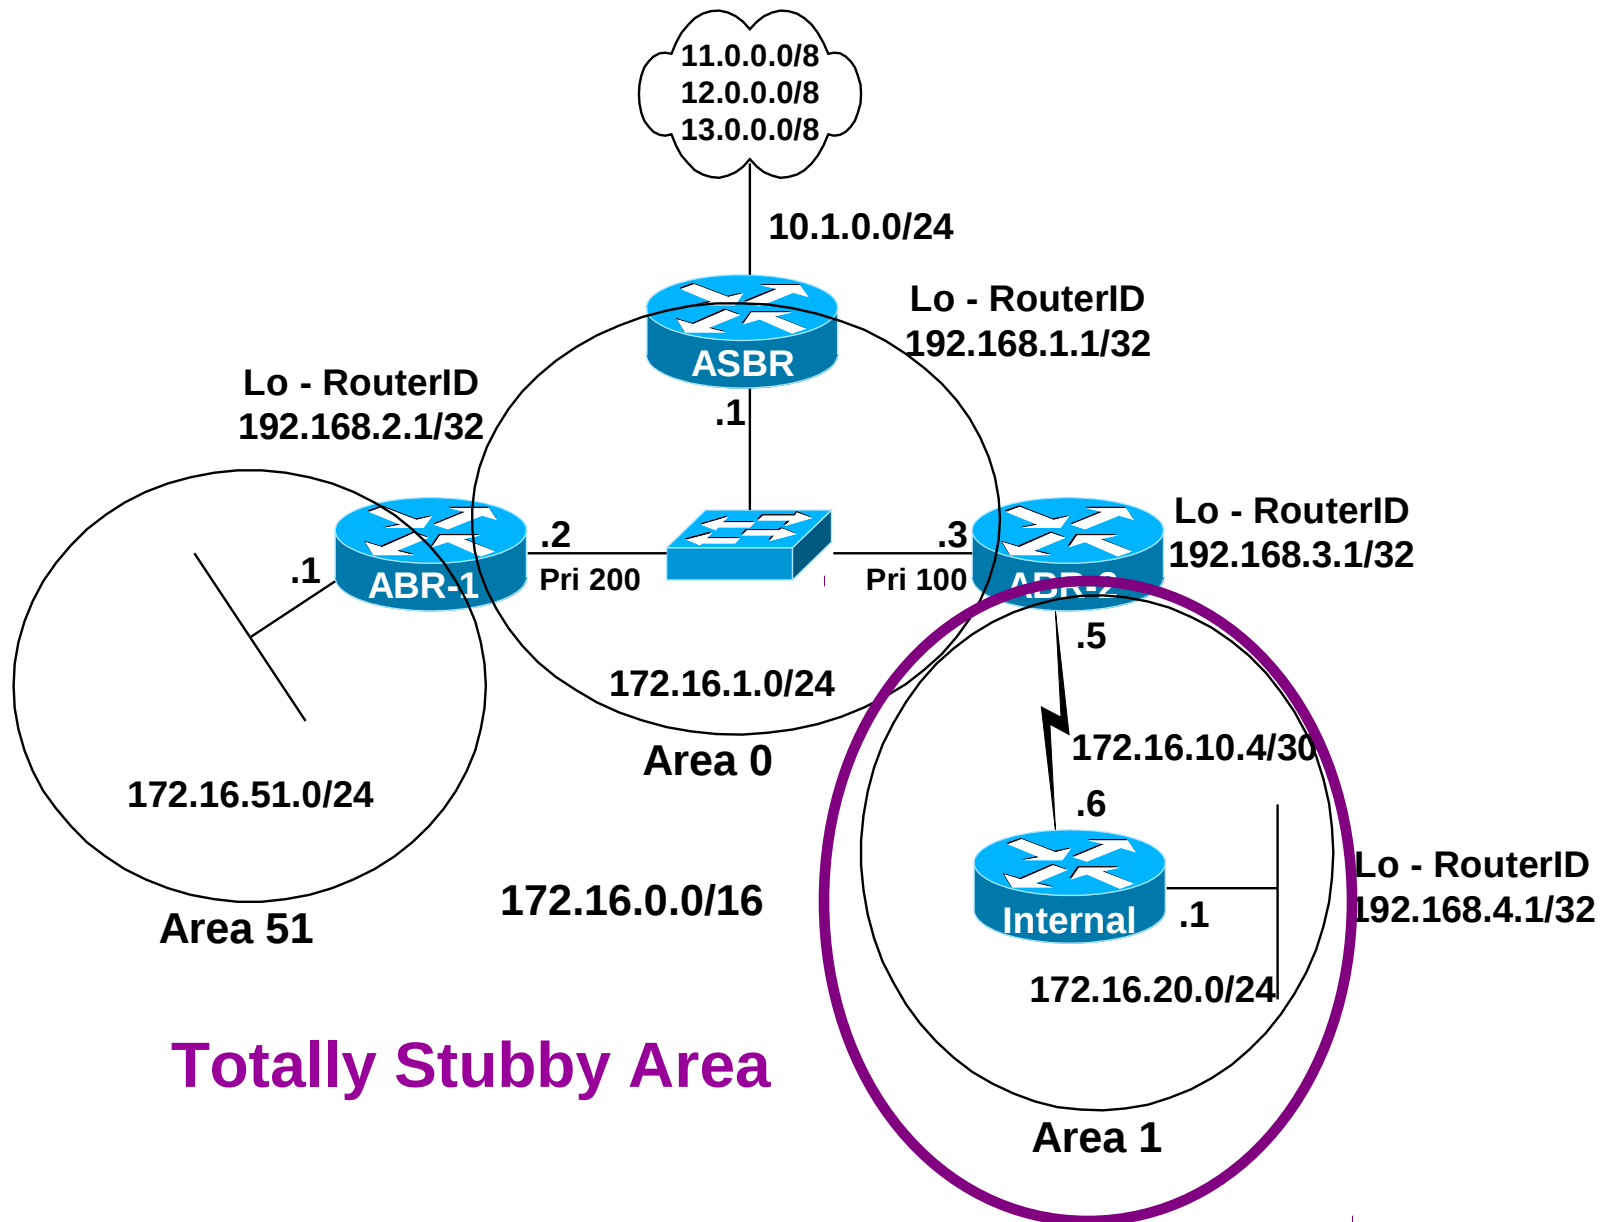 11.0.0.0/8
12.0.0.0/8
13.0.0.0/8
10.1.0.0/24
Lo - RouterID
192.168.1.1/32
ASBR
.1
Lo - RouterID
192.168.2.1/32
ABR-1
.1
.2
Pri 200
.3
Pri 100
Lo - RouterID
192.168.3.1/32
ABR-2
.5
172.16.1.0/24
Area 0
172.16.10.4/30
172.16.51.0/24
Area 51
.6
172.16.0.0/16
Internal
.1
Lo - RouterID
192.168.4.1/32
172.16.20.0/24
Totally Stubby Area
Area 1